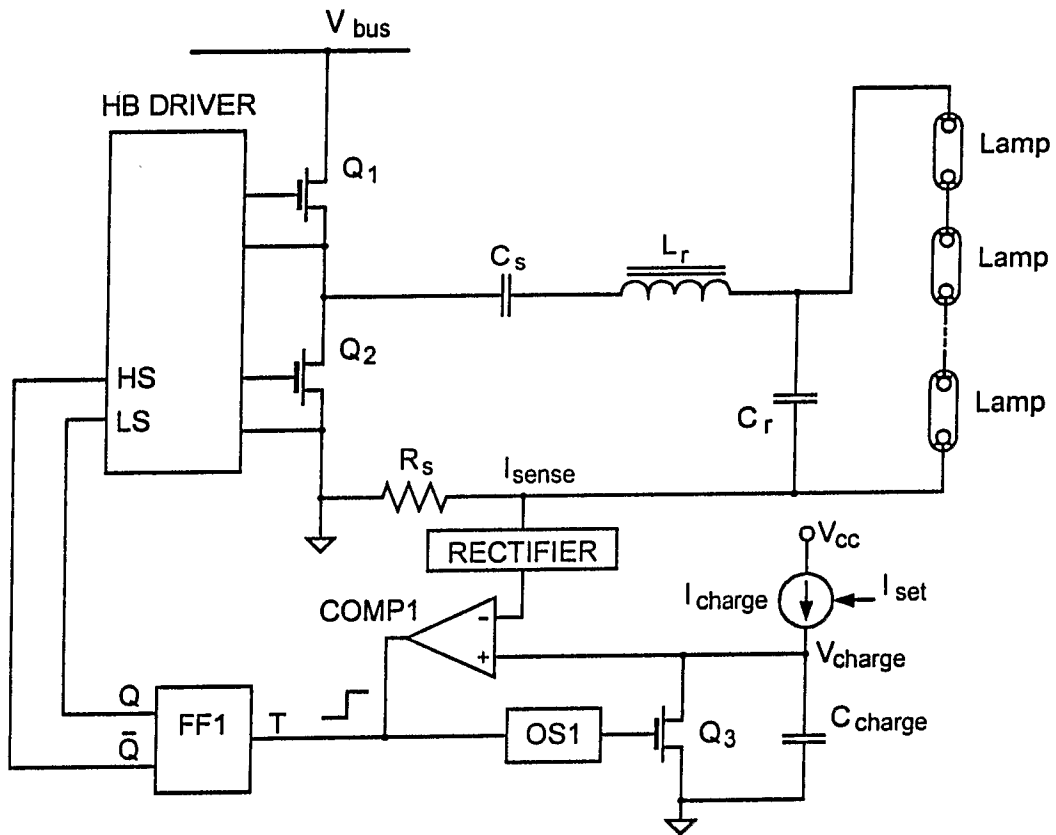 V bus
HB DRIVER
Q1
Cs
Lr
Lamp
Lamp
Lamp
Q2
HS
LS
Cr
Rs
Isense
RECTIFIER
Vcc
Icharge
Iset
COMP1
-
+
Vcharge
Q
Q̅
FF1
T
OS1
Q3
Ccharge